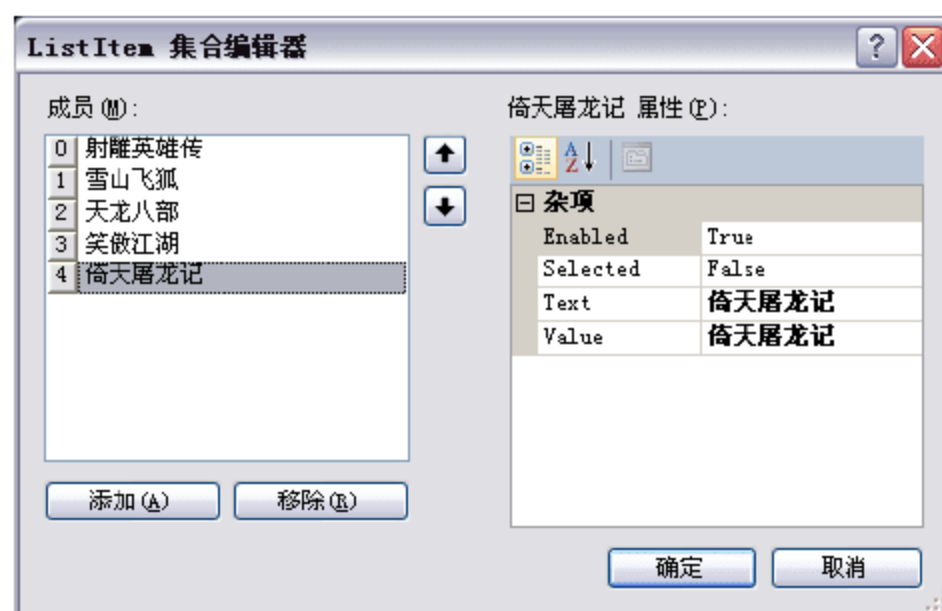 ListItem 集合编辑器
成员(M):
0 射雕英雄传
1 雪山飞狐
2 天龙八部
3 笑傲江湖
4 倚天屠龙记
添加(A) 移除(R)
倚天屠龙记 属性(P):
杂项
Enabled True
Selected False
Text 倚天屠龙记
Value 倚天屠龙记
确定 取消